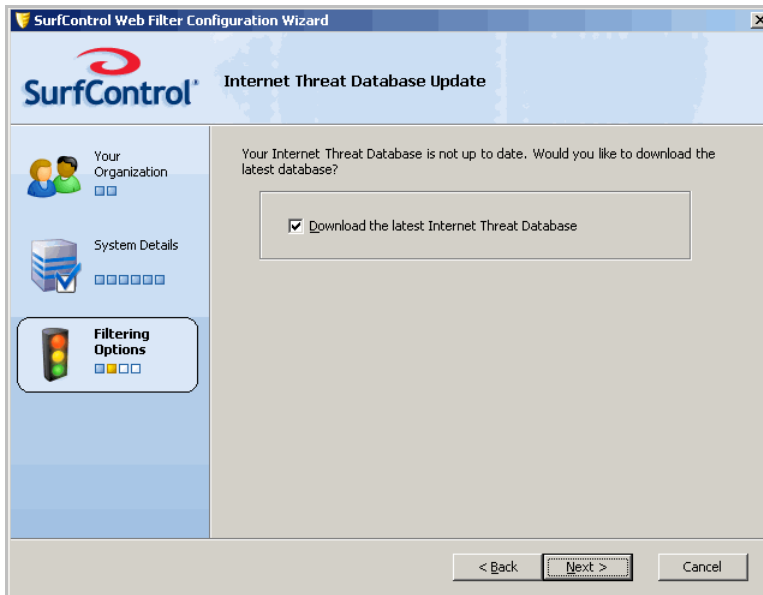 SurfControl Web Filter Configuration Wizard
SurfControl
Internet Threat Database Update
Your
Organization
System Details
Filtering
Options
Your Internet Threat Database is not up to date. Would you like to download the
latest database?
Download the latest Internet Threat Database
< Back
Next >
Cancel